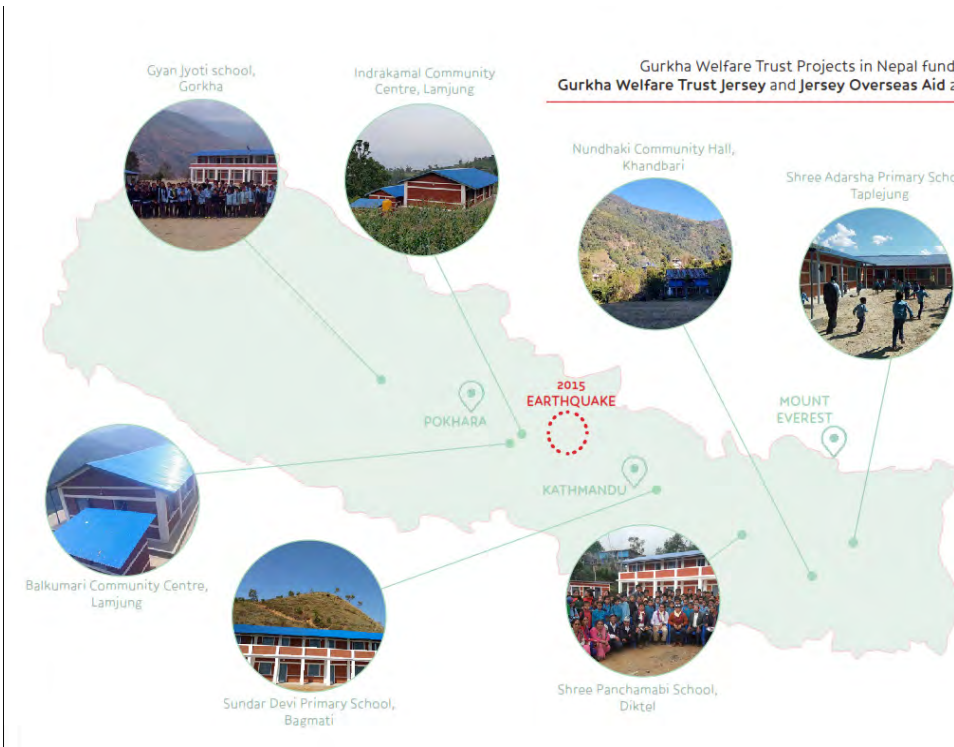 Gurkha Welfare Trust Projects in Nepal fund
Gurkha Welfare Trust Jersey and Jersey Overseas Aid a
Gyan Jyoti school,
Gorkha
Indrakamal Community
Centre, Lamjung
Nundhaki Community Hall,
Khandbari
Shree Adarsha Primary Scho
Taplejung
2015
EARTHQUAKE
POKHARA
MOUNT
EVEREST
KATHMANDU
Balkumari Community Centre,
Lamjung
Sundar Devi Primary School,
Bagmati
Shree Panchamabi School,
Diktel